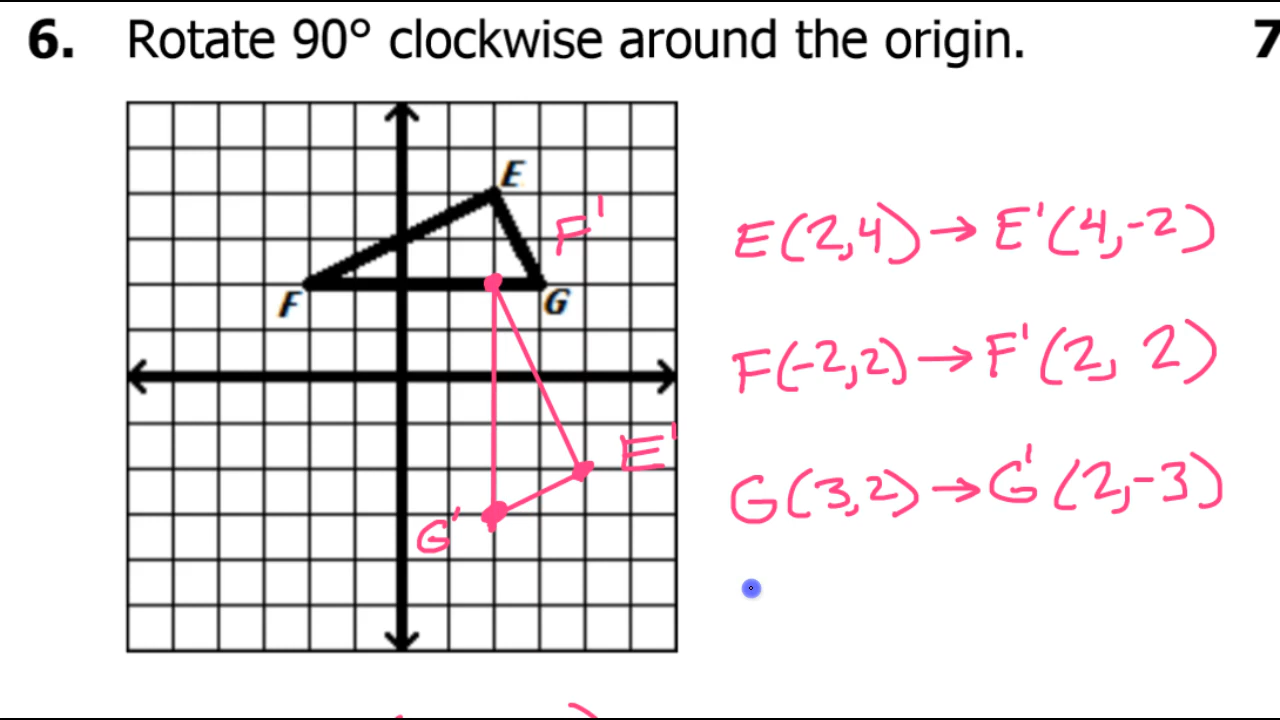 6. Rotate 90° clockwise around the origin. 7
E
F'
F
G
E(2,4)→E'(4,-2)
F(-2,2)→F'(2, 2)
E'
G'
G(3,2)→G'(2,-3)